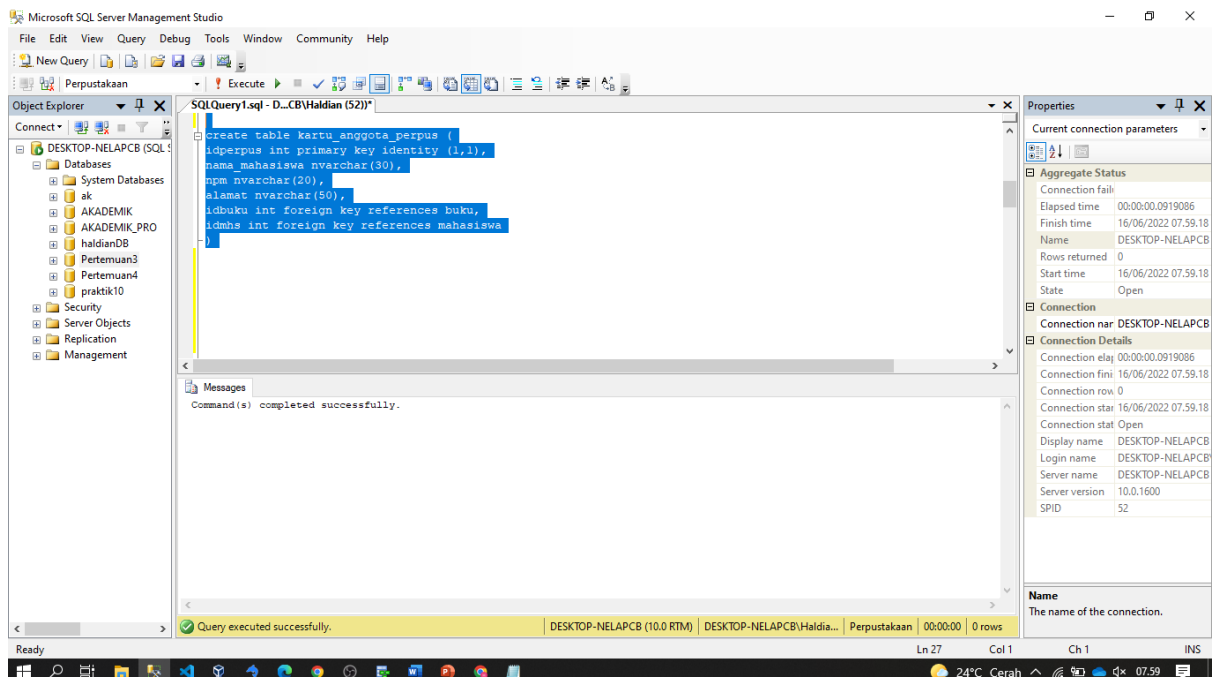 Microsoft SQL Server Management Studio
File Edit View Query Debug Tools Window Community Help
New Query
Perpustakaan Execute
Object Explorer
Connect
DESKTOP-NELAPCB (SQL S
Databases
System Databases
ak
AKADEMIK
AKADEMIK_PRO
haldianDB
Pertemuan3
Pertemuan4
praktik10
Security
Server Objects
Replication
Management
SQLQuery1.sql - D...CB\Haldian (52))*
create table kartu_anggota_perpus (
idperpus int primary key identity (1,1),
nama_mahasiswa nvarchar(30),
npm nvarchar(20),
alamat nvarchar(50),
idbuku int foreign key references buku,
idmhs int foreign key references mahasiswa
)
Messages
Command(s) completed successfully.
Query executed successfully. DESKTOP-NELAPCB (10.0 RTM) DESKTOP-NELAPCB\Haldia... Perpustakaan 00:00:00 0 rows
Properties
Current connection parameters
Aggregate Status
Connection failu
Elapsed time 00:00:00.0919086
Finish time 16/06/2022 07.59.18
Name DESKTOP-NELAPCB
Rows returned 0
Start time 16/06/2022 07.59.18
State Open
Connection
Connection nar DESKTOP-NELAPCB
Connection Details
Connection elap 00:00:00.0919086
Connection fini 16/06/2022 07.59.18
Connection row 0
Connection star 16/06/2022 07.59.18
Connection stat Open
Display name DESKTOP-NELAPCB
Login name DESKTOP-NELAPCB\
Server name DESKTOP-NELAPCB
Server version 10.0.1600
SPID 52
Name
The name of the connection.
Ready Ln 27 Col 1 Ch 1 INS
24°C Cerah 07.59